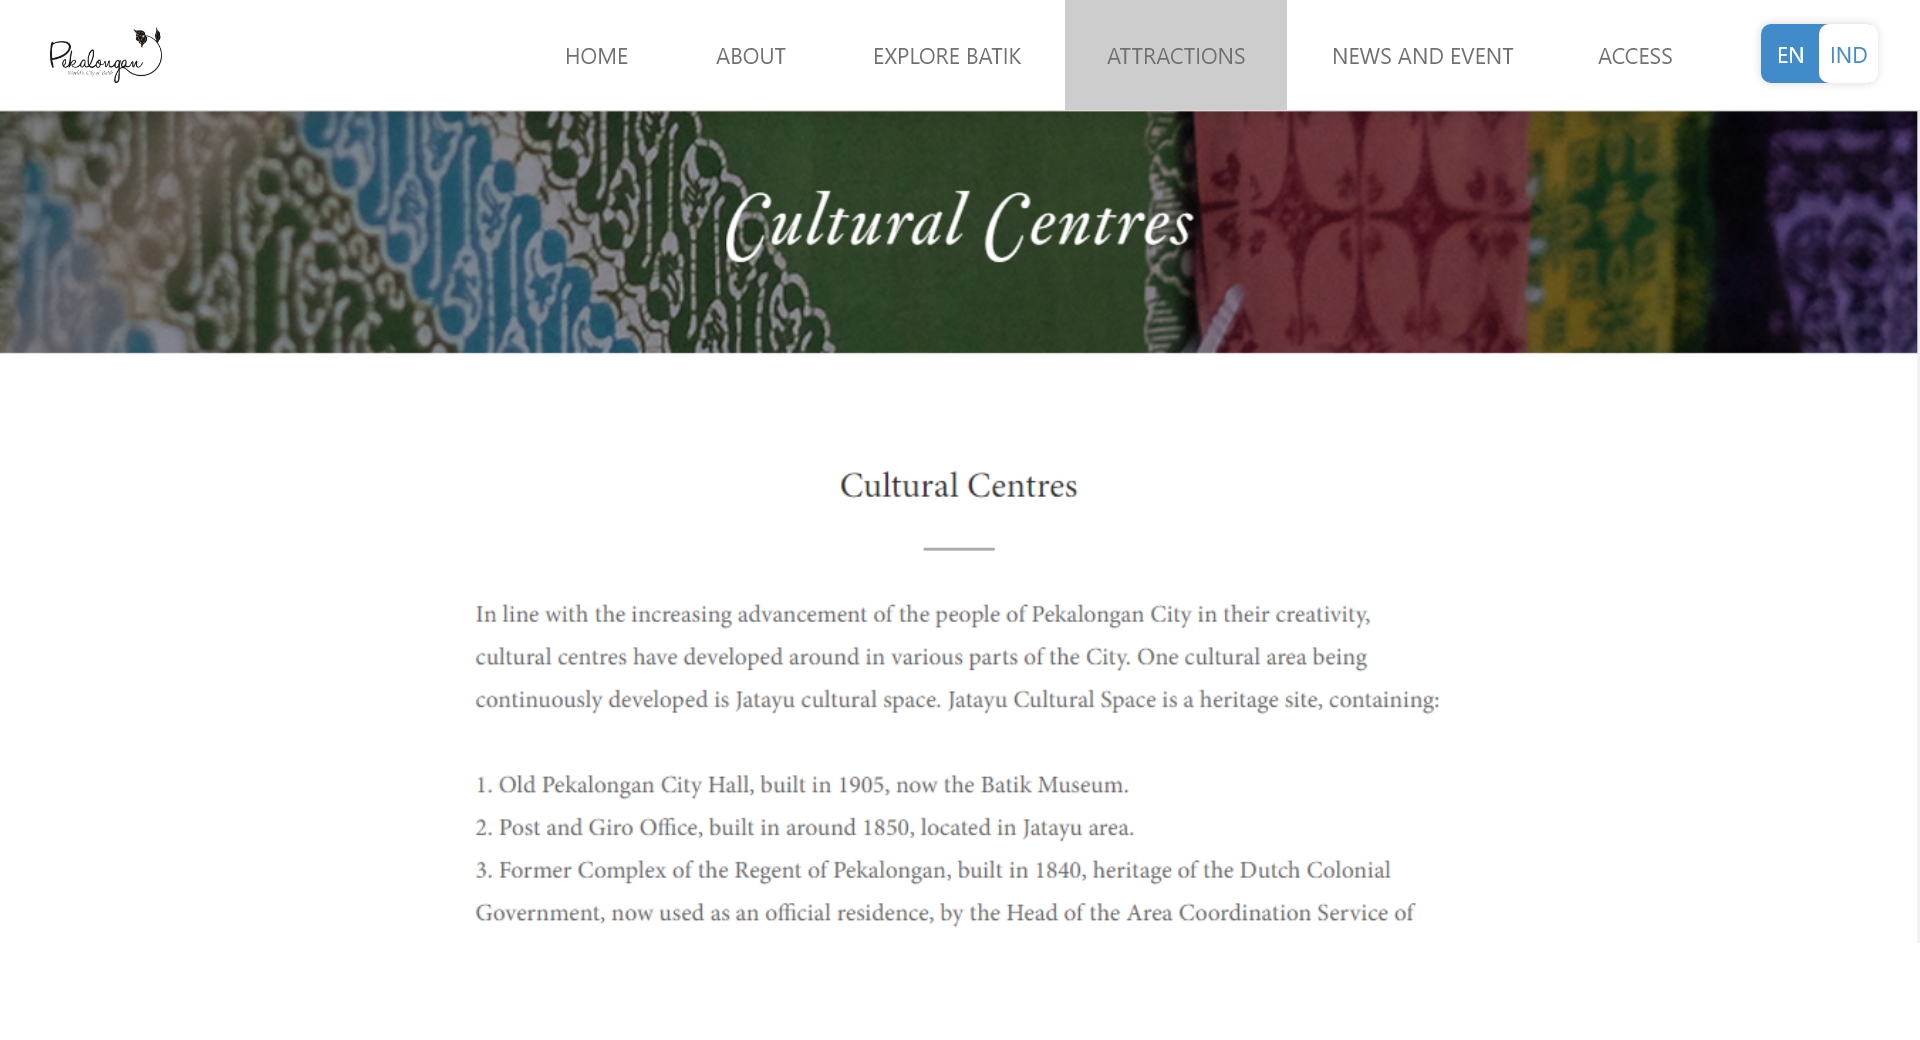 Pekalongan
World's City of Batik
HOME
ABOUT
EXPLORE BATIK
ATTRACTIONS
NEWS AND EVENT
ACCESS
EN
IND
Cultural Centres
Cultural Centres
In line with the increasing advancement of the people of Pekalongan City in their creativity,
cultural centres have developed around in various parts of the City. One cultural area being
continuously developed is Jatayu cultural space. Jatayu Cultural Space is a heritage site, containing:
1. Old Pekalongan City Hall, built in 1905, now the Batik Museum.
2. Post and Giro Office, built in around 1850, located in Jatayu area.
3. Former Complex of the Regent of Pekalongan, built in 1840, heritage of the Dutch Colonial
Government, now used as an official residence, by the Head of the Area Coordination Service of